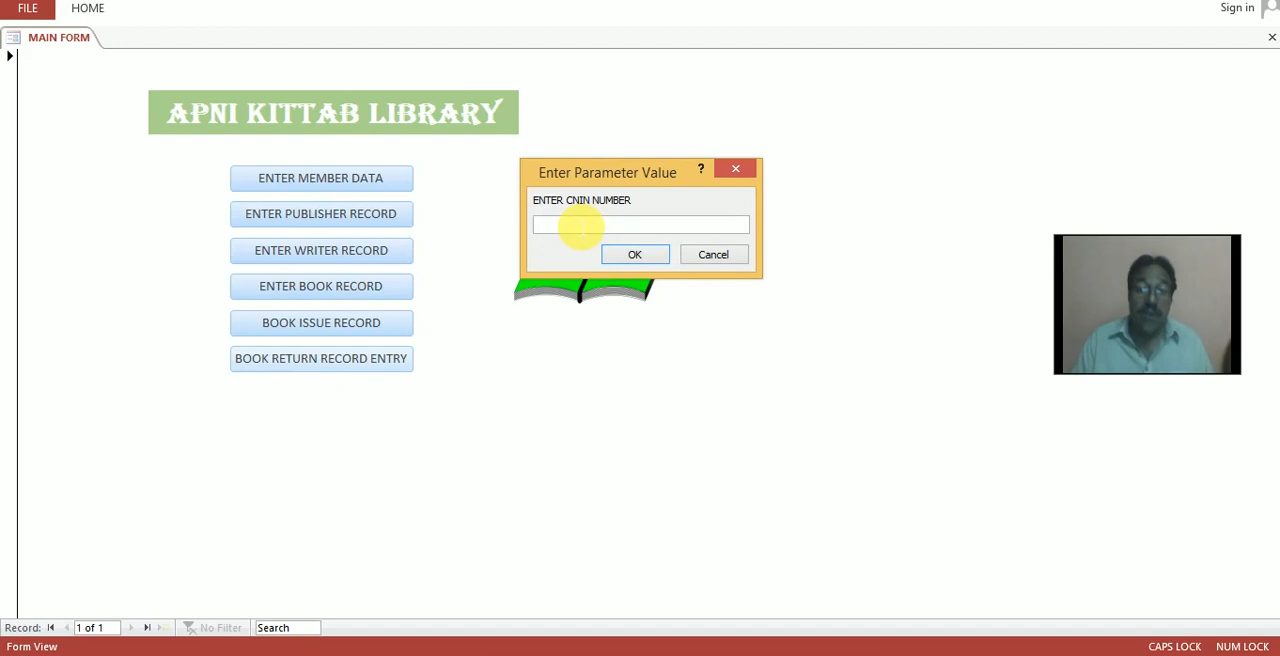 FILE HOME Sign in
MAIN FORM
APNI KITTAB LIBRARY
ENTER MEMBER DATA
ENTER PUBLISHER RECORD
ENTER WRITER RECORD
ENTER BOOK RECORD
BOOK ISSUE RECORD
BOOK RETURN RECORD ENTRY
Enter Parameter Value ?
ENTER CNIN NUMBER
OK Cancel
Record: 1 of 1 No Filter Search
Form View CAPS LOCK NUM LOCK